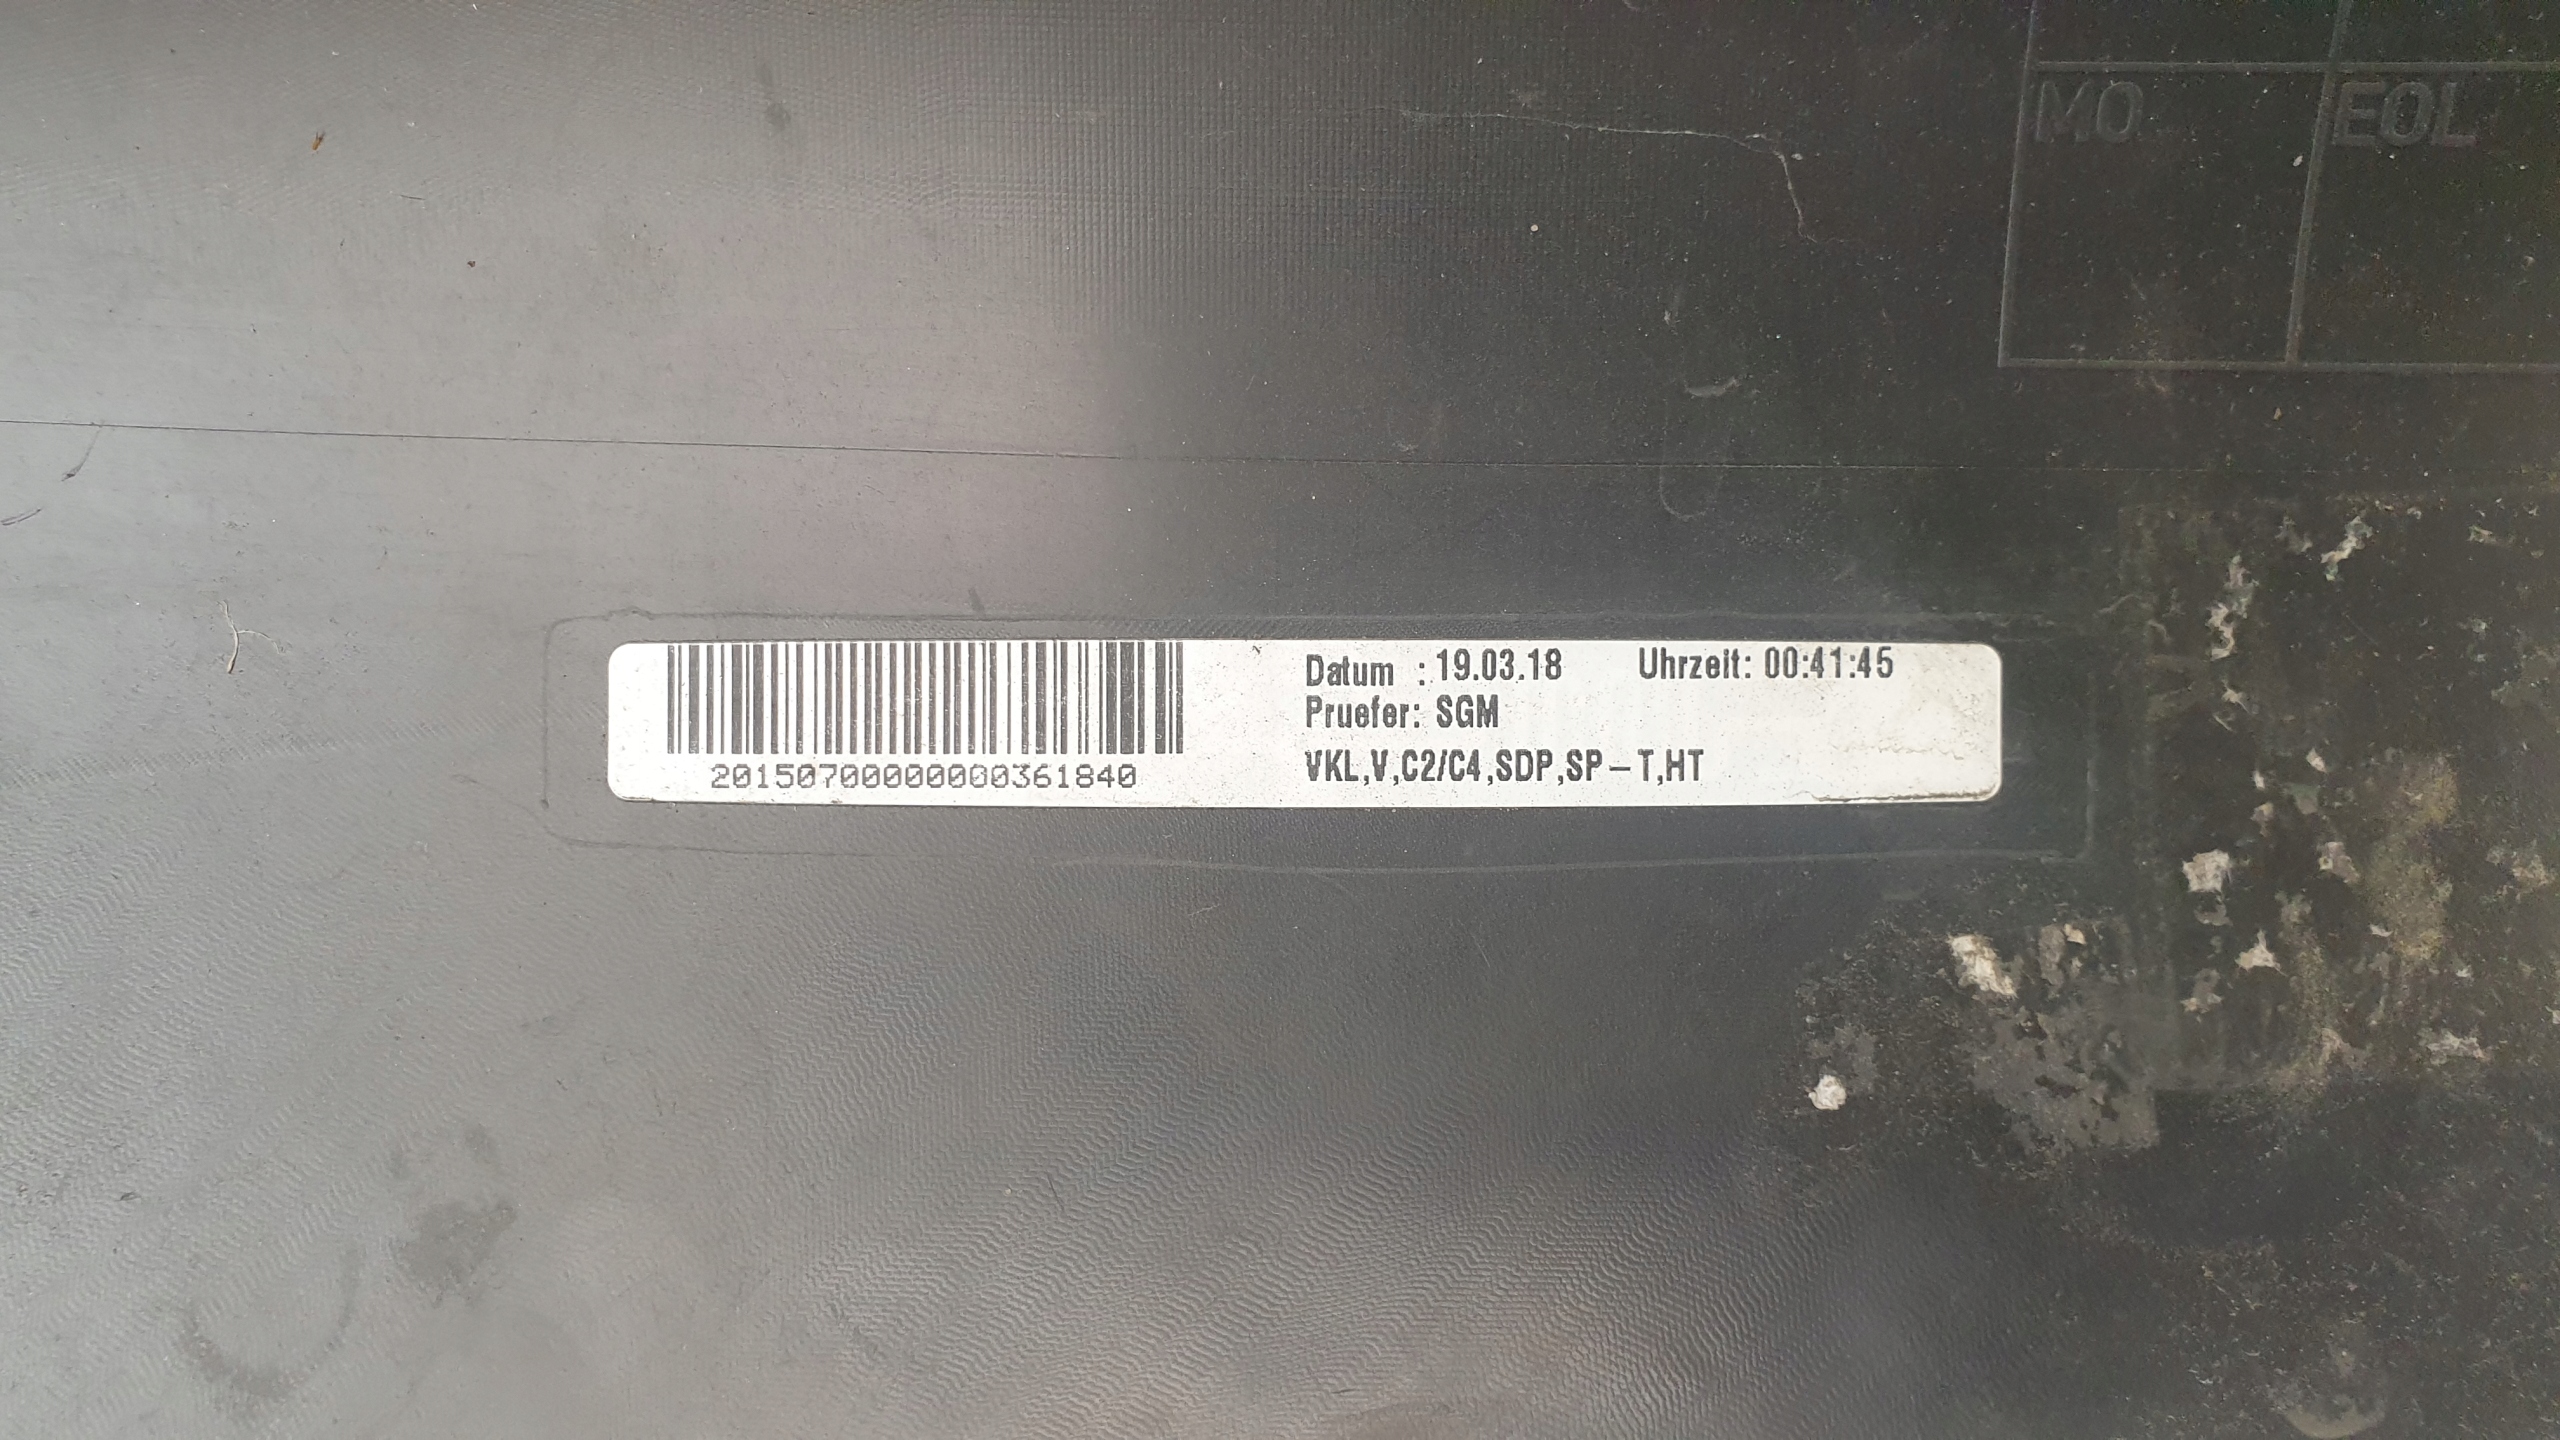 MO EOL
Datum : 19.03.18 Uhrzeit: 00:41:45
Pruefer: SGM
VKL,V,C2/C4,SDP,SP–T,HT
20150700000000361840